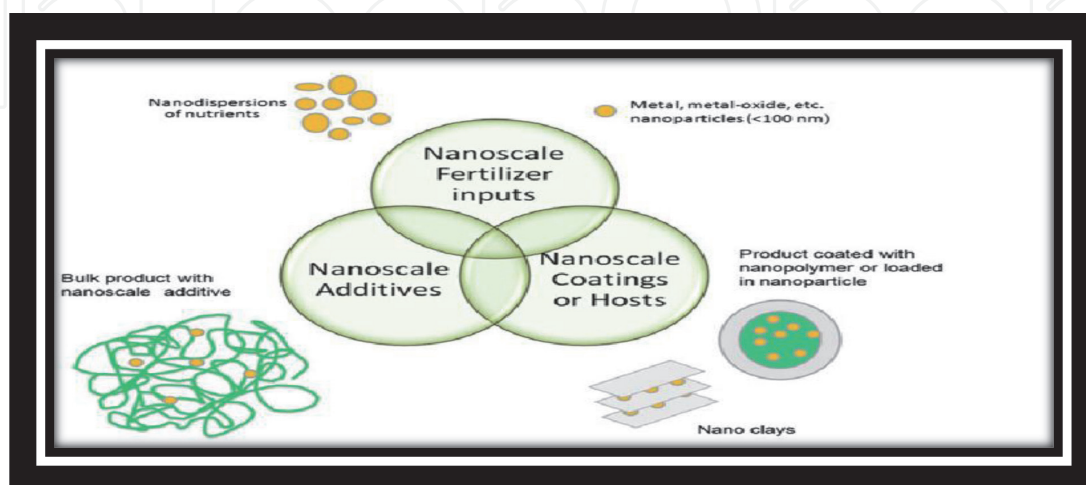 Nanodispersions
of nutrients
Metal, metal-oxide, etc.
nanoparticles (<100 nm)
Nanoscale
Fertilizer
inputs
Nanoscale
Additives
Nanoscale
Coatings
or Hosts
Bulk product with
nanoscale additive
Product coated with
nanopolymer or loaded
in nanoparticle
Nano clays